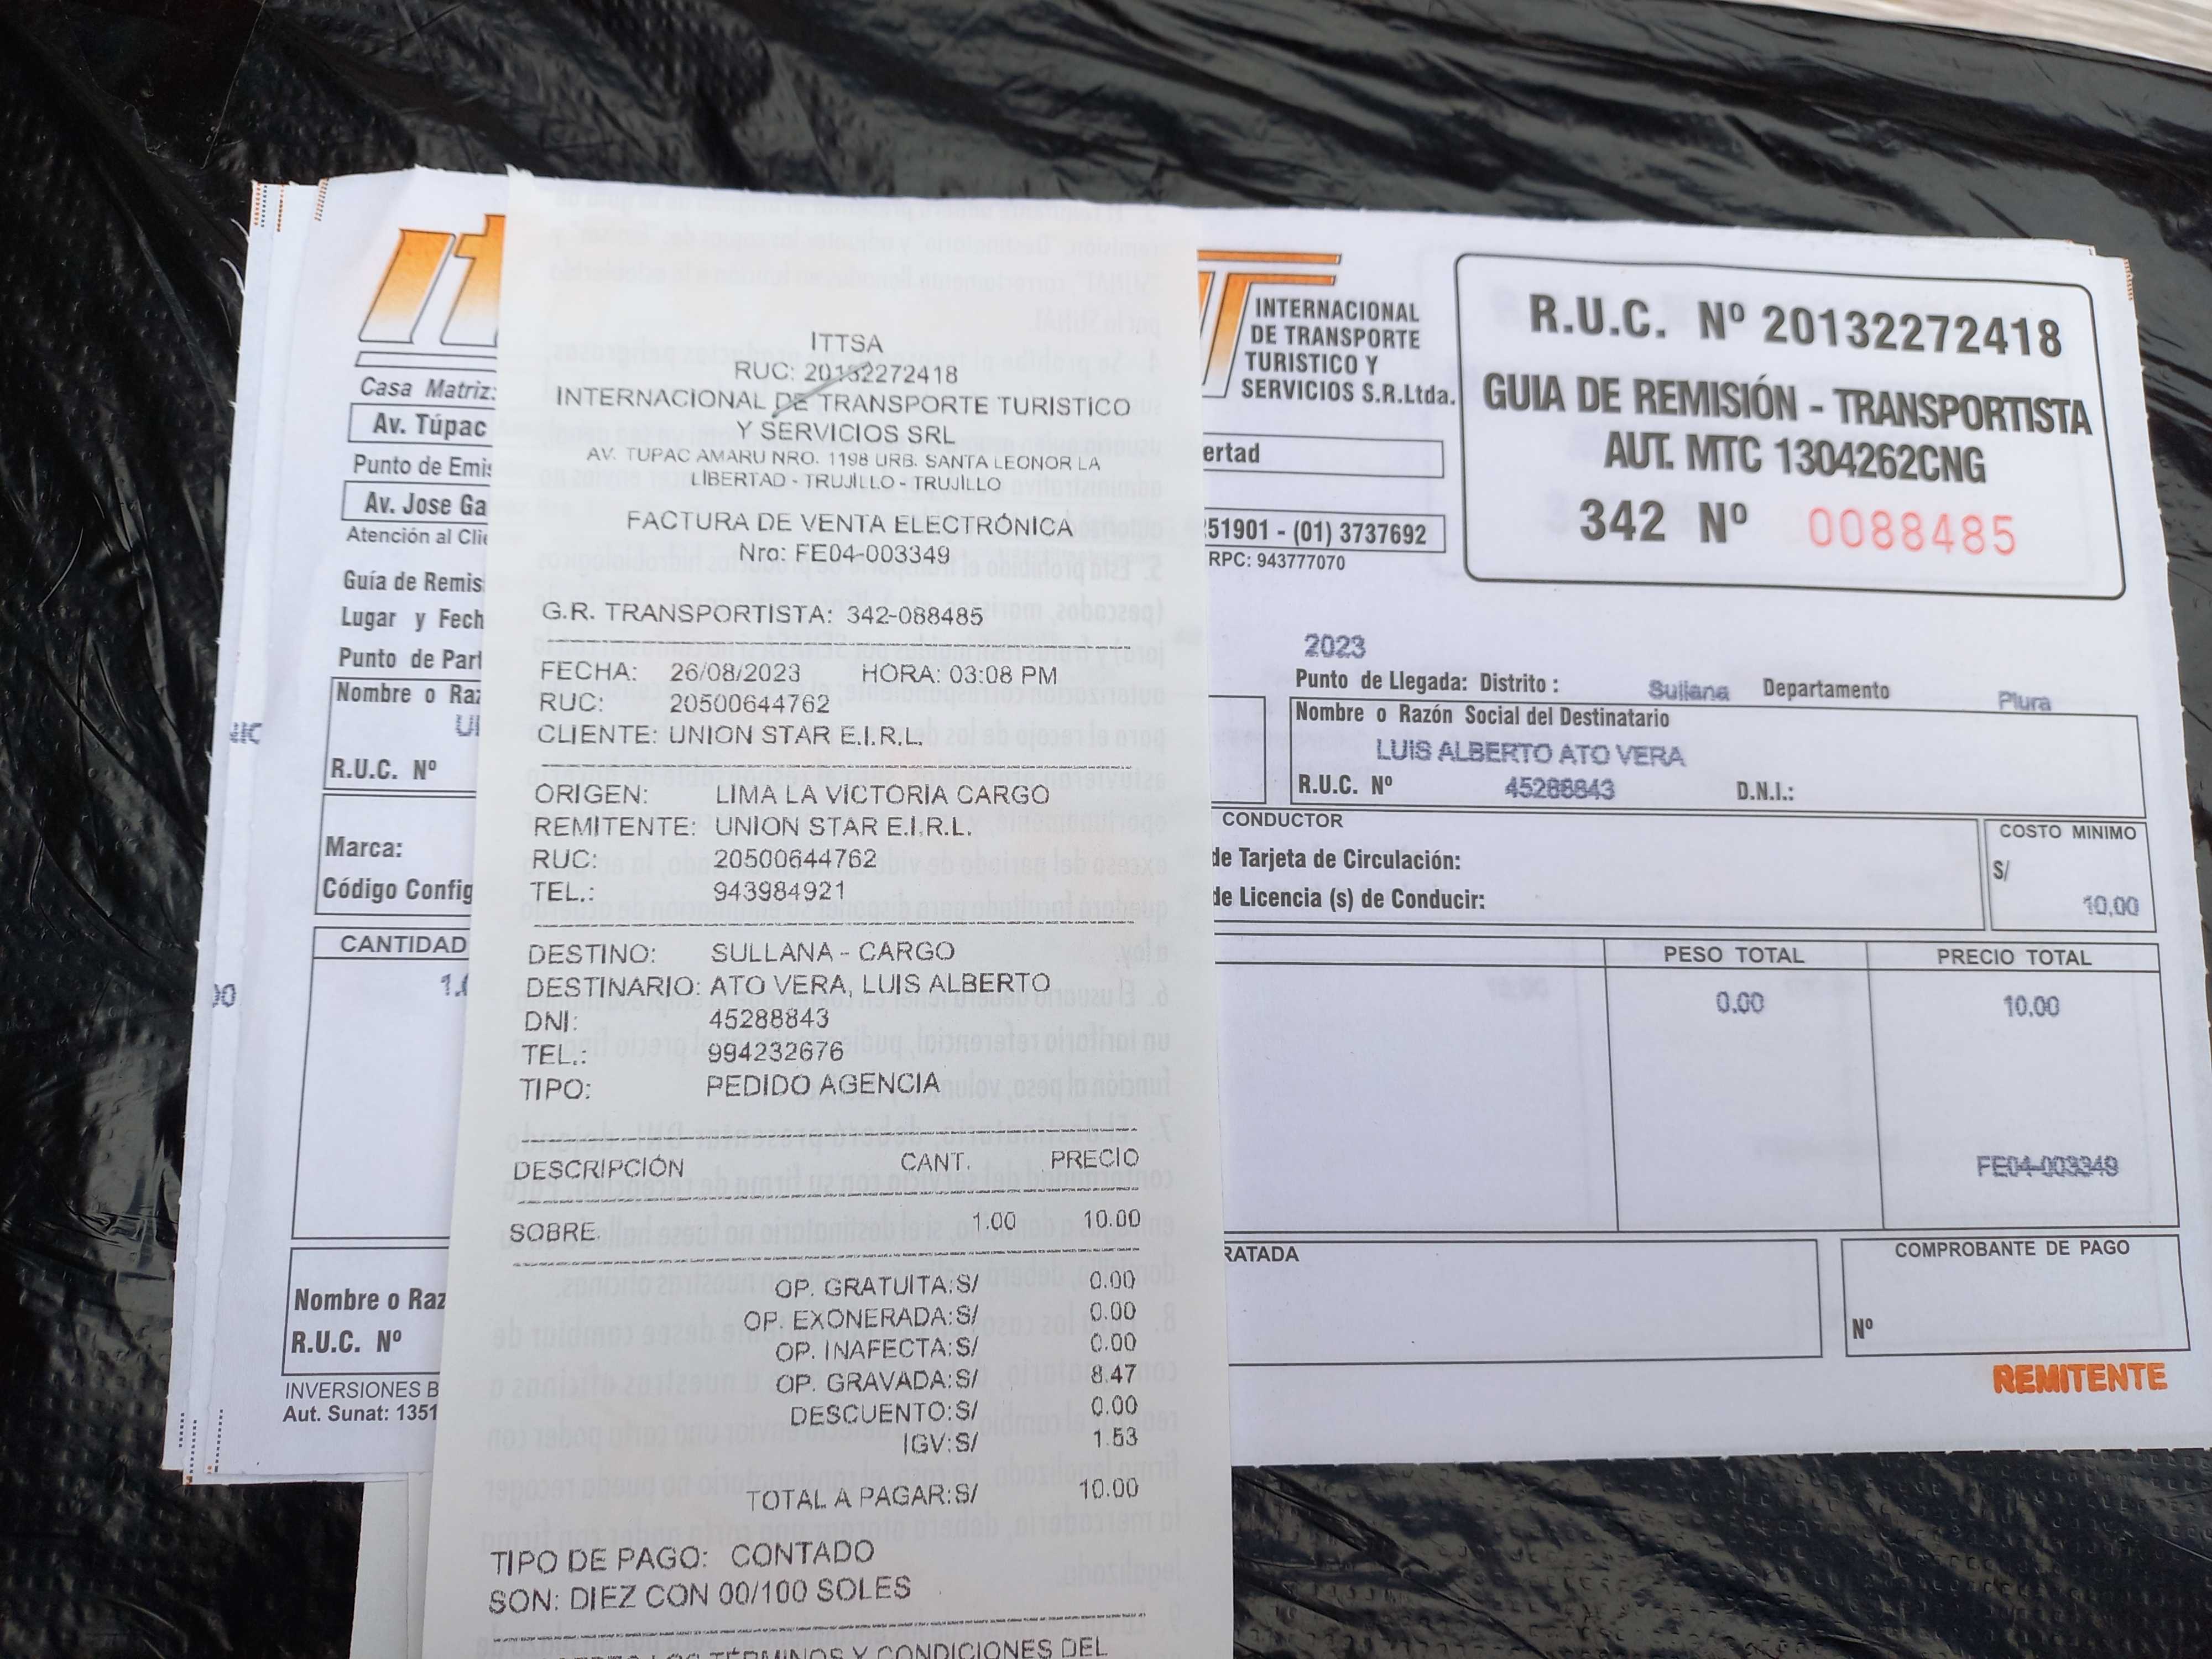 ITTSA
RUC: 20132272418
INTERNACIONAL DE TRANSPORTE TURISTICO
Y SERVICIOS SRL
AV. TUPAC AMARU NRO. 1198 URB. SANTA LEONOR LA
LIBERTAD - TRUJILLO - TRUJILLO
FACTURA DE VENTA ELECTRÓNICA
Nro: FE04-003349
G.R. TRANSPORTISTA: 342-088485
FECHA: 26/08/2023 HORA: 03:08 PM
RUC: 20500644762
CLIENTE: UNION STAR E.I.R.L.
ORIGEN: LIMA LA VICTORIA CARGO
REMITENTE: UNION STAR E.I.R.L.
RUC: 20500644762
TEL.: 943984921
DESTINO: SULLANA - CARGO
DESTINARIO: ATO VERA, LUIS ALBERTO
DNI: 45288843
TEL.: 994232676
TIPO: PEDIDO AGENCIA
DESCRIPCIÓN CANT. PRECIO
SOBRE, 1.00 10.00
OP. GRATUITA:S/ 0.00
OP. EXONERADA:S/ 0.00
OP. INAFECTA:S/ 0.00
OP. GRAVADA:S/ 8.47
DESCUENTO:S/ 0.00
IGV:S/ 1.53
TOTAL A PAGAR:S/ 10.00
TIPO DE PAGO: CONTADO
SON: DIEZ CON 00/100 SOLES
TÉRMINOS Y CONDICIONES DEL
Casa Matriz:
Av. Túpac
Punto de Emis
Av. Jose Ga
Atención al Clie
Guía de Remis
Lugar y Fech
Punto de Part
Nombre o Raz
R.U.C. Nº
Marca:
Código Config
CANTIDAD
Nombre o Raz
R.U.C. Nº
INVERSIONES B
Aut. Sunat: 1351
INTERNACIONAL
DE TRANSPORTE
TURISTICO Y
SERVICIOS S.R.Ltda.
ertad
251901 - (01) 3737692
RPC: 943777070
R.U.C. Nº 20132272418
GUIA DE REMISIÓN - TRANSPORTISTA
AUT. MTC 1304262CNG
342 Nº 0088485
2023
Punto de Llegada: Distrito : Sullana Departamento Piura
Nombre o Razón Social del Destinatario
LUIS ALBERTO ATO VERA
R.U.C. Nº 45288843 D.N.I.:
CONDUCTOR
de Tarjeta de Circulación:
de Licencia (s) de Conducir:
COSTO MINIMO
S/
10,00
PESO TOTAL PRECIO TOTAL
0.00 10,00
FE04-003349
RATADA
COMPROBANTE DE PAGO
Nº
REMITENTE